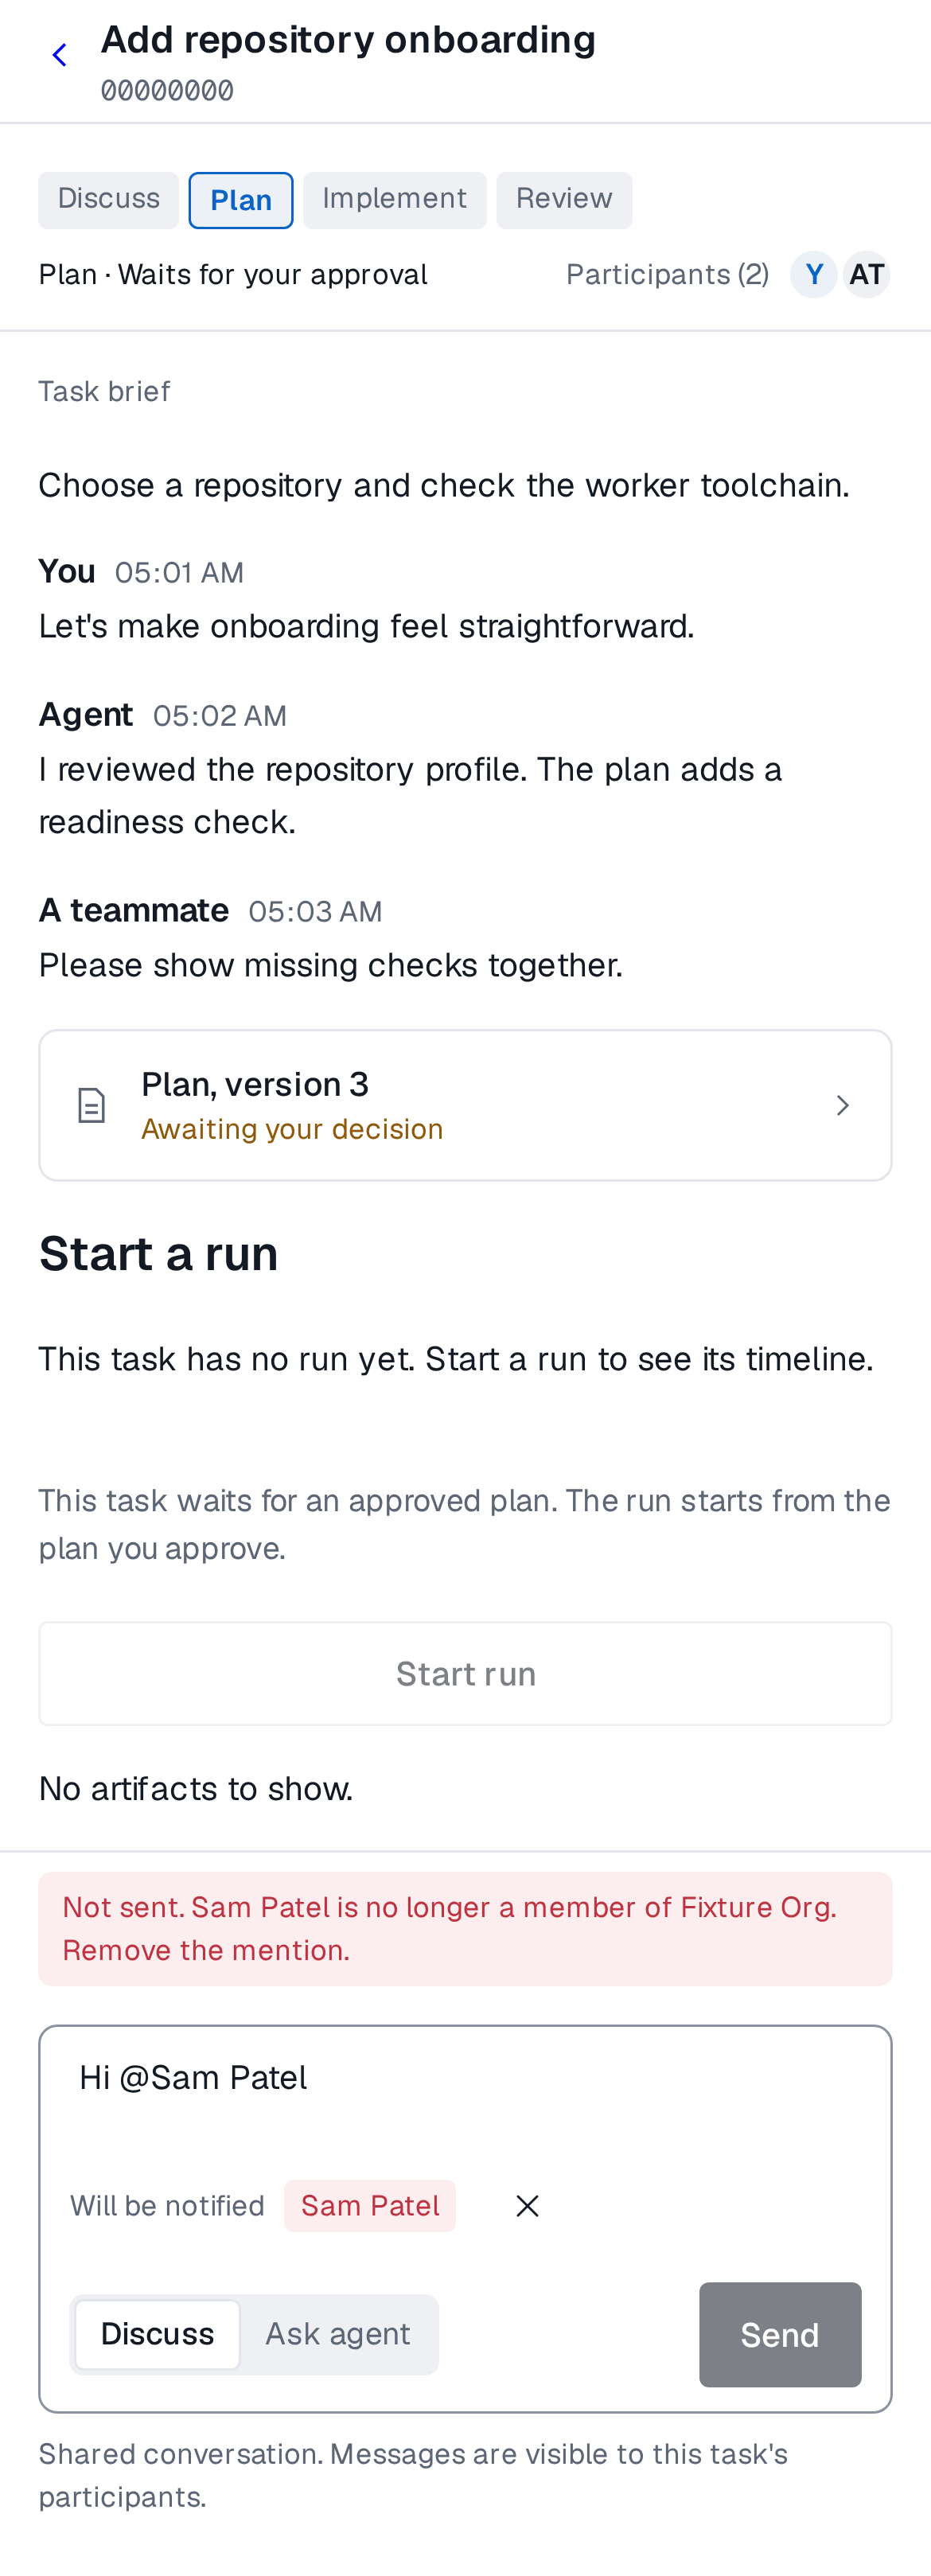 Add repository onboarding
00000000
Discuss Plan Implement Review
Plan · Waits for your approval Participants (2) Y AT
Task brief
Choose a repository and check the worker toolchain.
You 05:01 AM
Let's make onboarding feel straightforward.
Agent 05:02 AM
I reviewed the repository profile. The plan adds a
readiness check.
A teammate 05:03 AM
Please show missing checks together.
Plan, version 3
Awaiting your decision
Start a run
This task has no run yet. Start a run to see its timeline.
This task waits for an approved plan. The run starts from the
plan you approve.
Start run
No artifacts to show.
Not sent. Sam Patel is no longer a member of Fixture Org.
Remove the mention.
Hi @Sam Patel
Will be notified Sam Patel
Discuss Ask agent Send
Shared conversation. Messages are visible to this task's
participants.